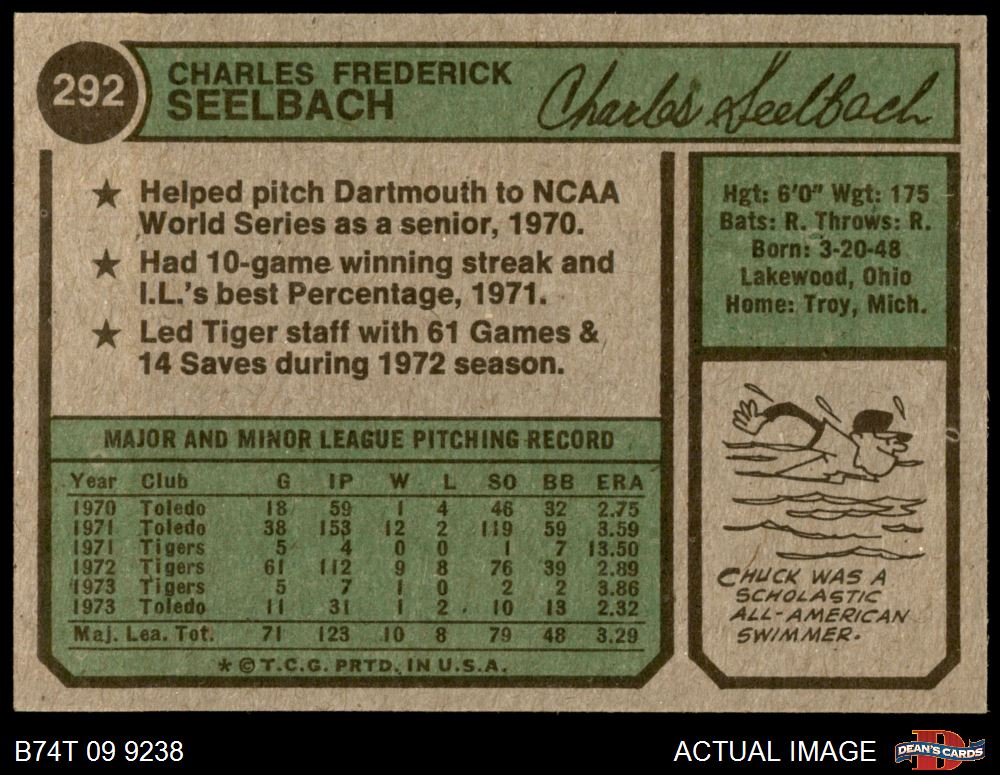 292
CHARLES FREDERICK
SEELBACH
Charles Seelbach
★ Helped pitch Dartmouth to NCAA
World Series as a senior, 1970.
★ Had 10-game winning streak and
I.L.'s best Percentage, 1971.
★ Led Tiger staff with 61 Games &
14 Saves during 1972 season.
Hgt: 6'0" Wgt: 175
Bats: R. Throws: R.
Born: 3-20-48
Lakewood, Ohio
Home: Troy, Mich.
MAJOR AND MINOR LEAGUE PITCHING RECORD
Year Club G IP W L SO BB ERA
1970 Toledo 18 59 1 4 46 32 2.75
1971 Toledo 38 153 12 2 119 59 3.59
1971 Tigers 5 4 0 0 1 7 13.50
1972 Tigers 61 112 9 8 76 39 2.89
1973 Tigers 5 7 1 0 2 2 3.86
1973 Toledo 11 31 1 2 10 13 2.32
Maj. Lea. Tot. 71 123 10 8 79 48 3.29
* © T.C.G. PRTD. IN U.S.A.
CHUCK WAS A
SCHOLASTIC
ALL-AMERICAN
SWIMMER.
B74T 09 9238
ACTUAL IMAGE
D
DEAN'S CARDS